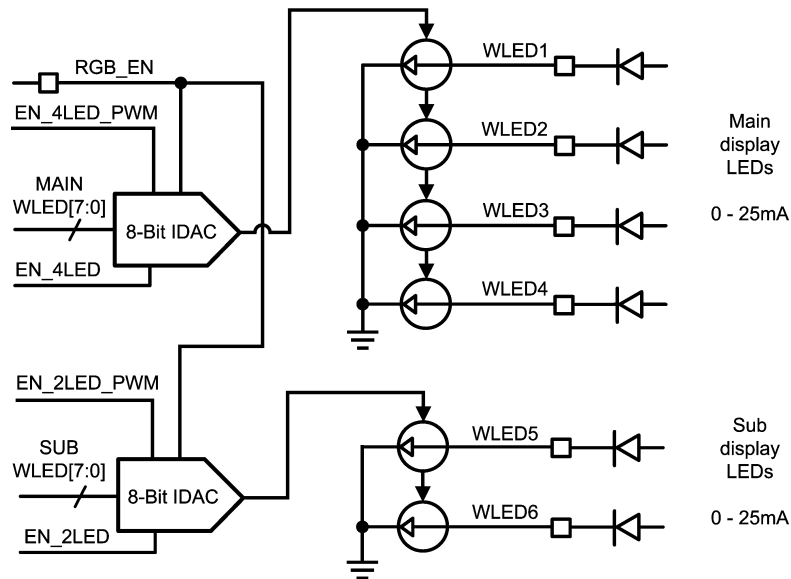 RGB_EN
EN_4LED_PWM
MAIN
WLED[7:0]
8-Bit IDAC
EN_4LED
WLED1
WLED2
WLED3
WLED4
Main
display
LEDs
0 - 25mA
EN_2LED_PWM
SUB
WLED[7:0]
8-Bit IDAC
EN_2LED
WLED5
WLED6
Sub
display
LEDs
0 - 25mA